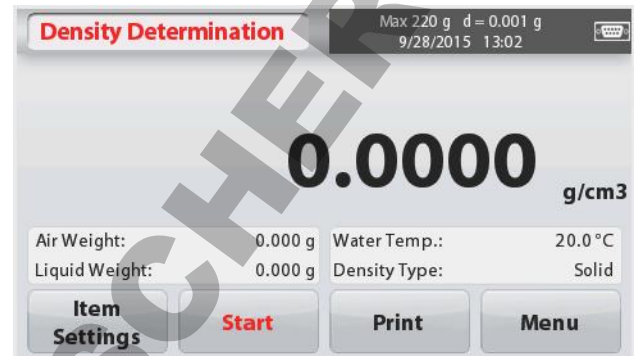 Density Determination
Max 220 g d = 0.001 g
9/28/2015 13:02
0.0000 g/cm3
Air Weight: 0.000 g Water Temp.: 20.0 °C
Liquid Weight: 0.000 g Density Type: Solid
Item Settings
Start
Print
Menu